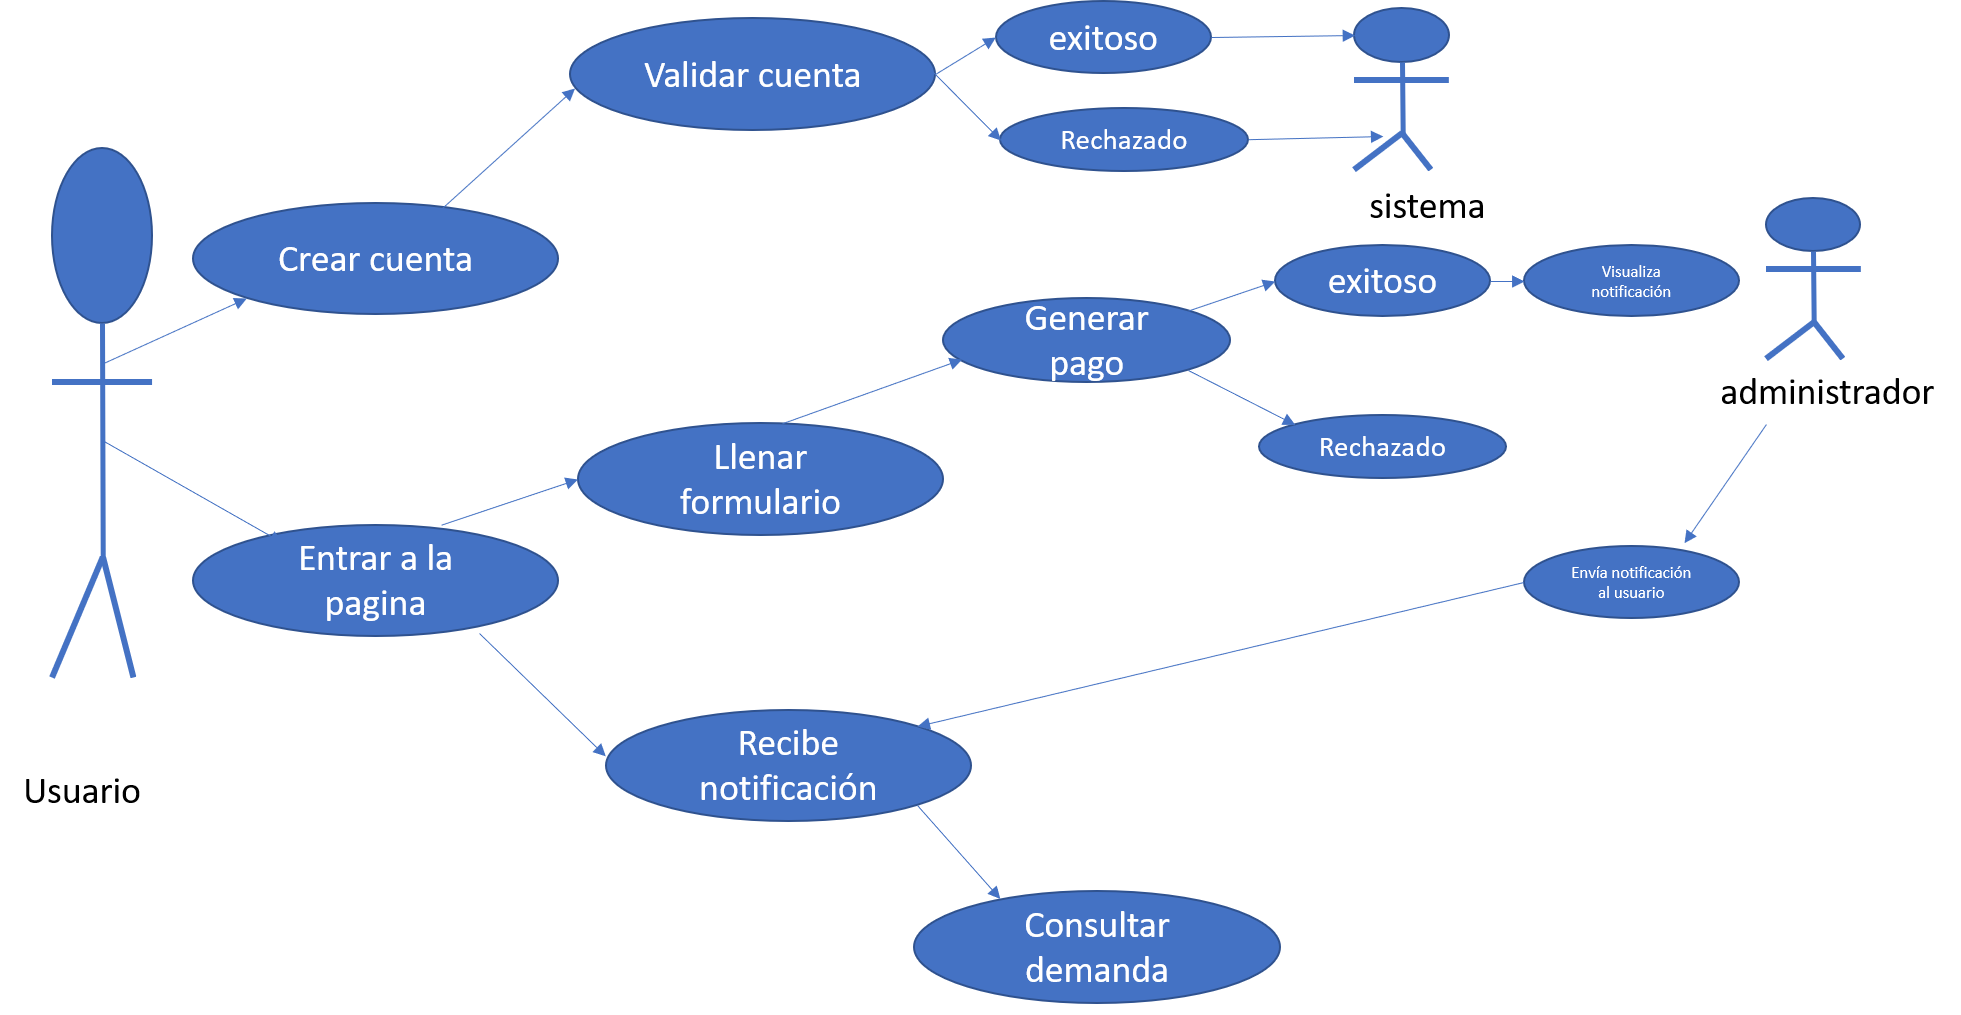 exitoso
Validar cuenta
Rechazado
sistema
Crear cuenta
Visualiza
notificación
exitoso
Generar
pago
administrador
Rechazado
Llenar
formulario
Entrar a la
pagina
Envía notificación
al usuario
Recibe
notificación
Usuario
Consultar
demanda